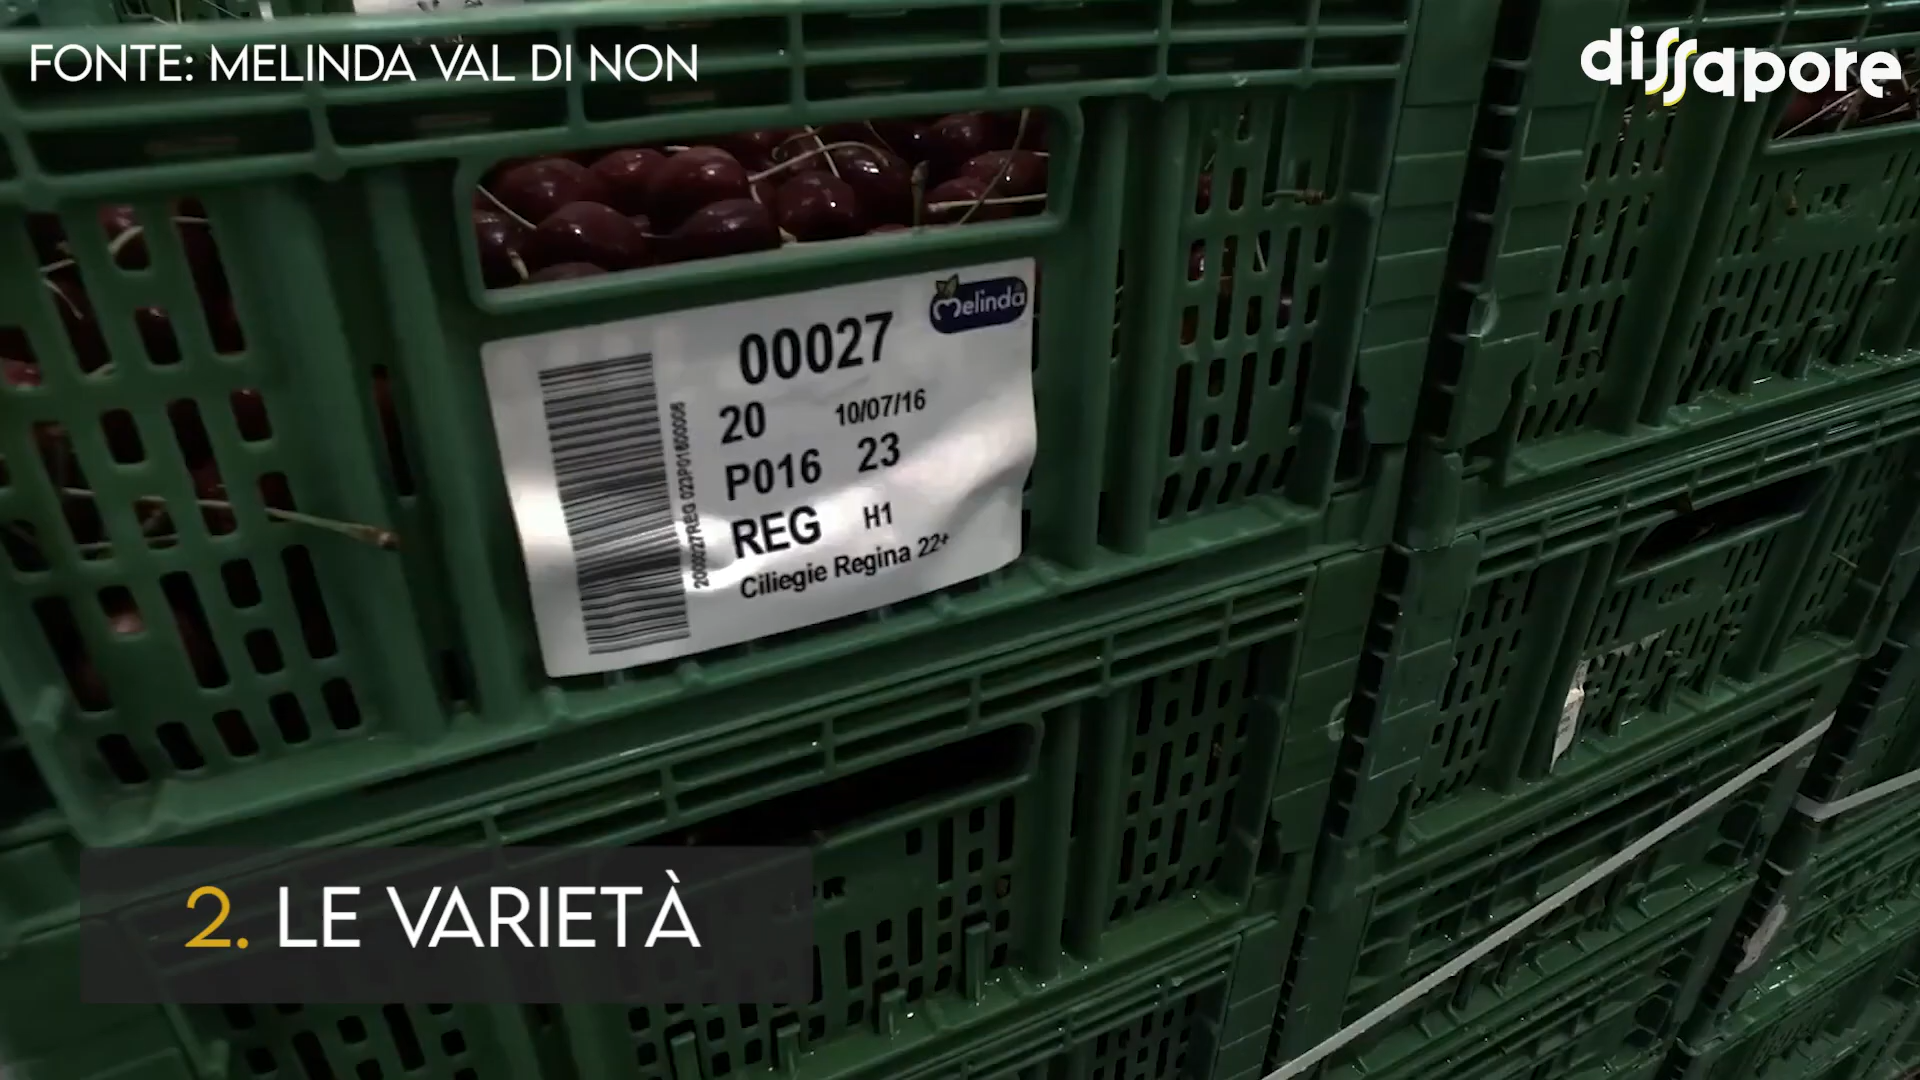 FONTE: MELINDA VAL DI NON
dissapore
Melinda
00027
20 10/07/16
P016 23
REG H1
Ciliegie Regina 22+
2. LE VARIETÀ